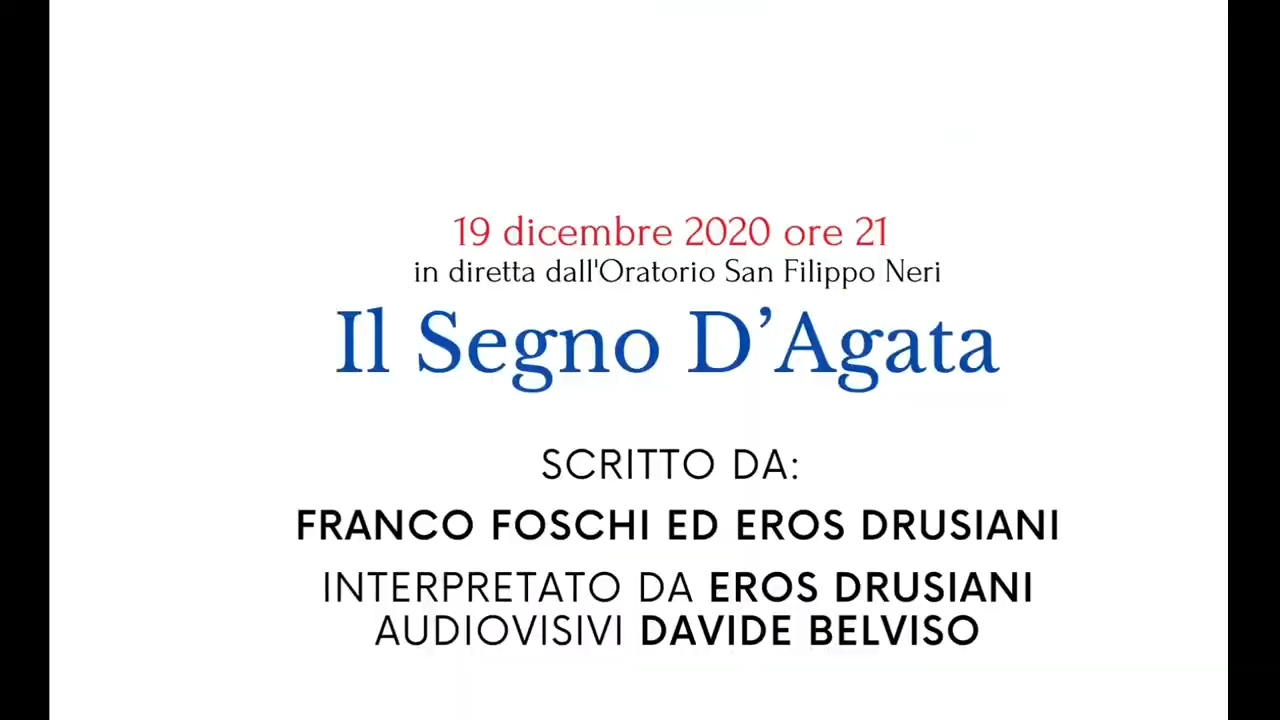 19 dicembre 2020 ore 21
in diretta dall'Oratorio San Filippo Neri
Il Segno D’Agata
SCRITTO DA:
FRANCO FOSCHI ED EROS DRUSIANI
INTERPRETATO DA EROS DRUSIANI
AUDIOVISIVI DAVIDE BELVISO